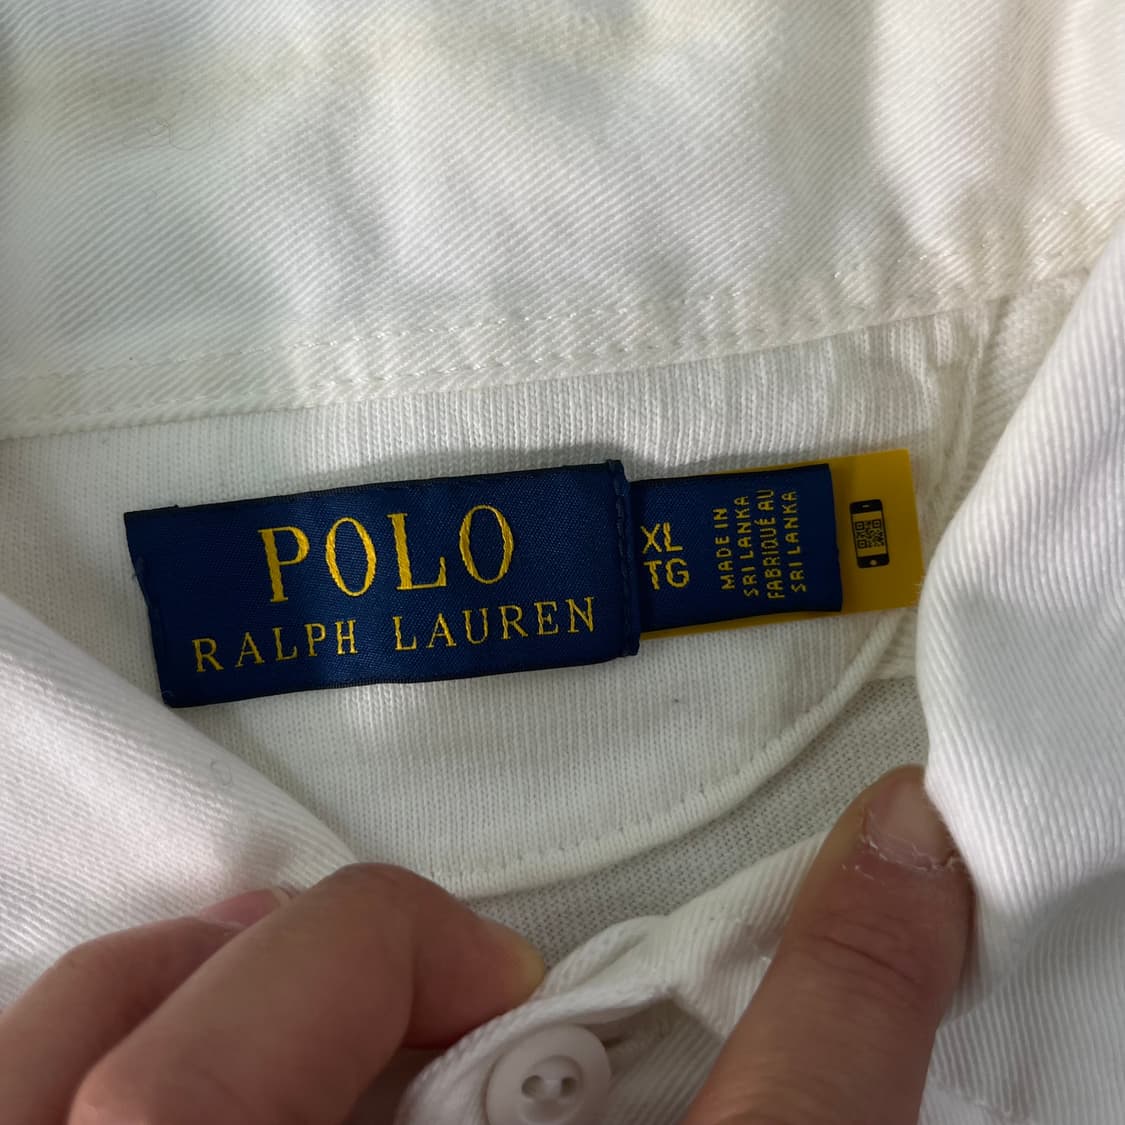 POLO
RALPH LAUREN
XL
TG
MADE IN
SRI LANKA
FABRIQUÉ AU
SRI LANKA